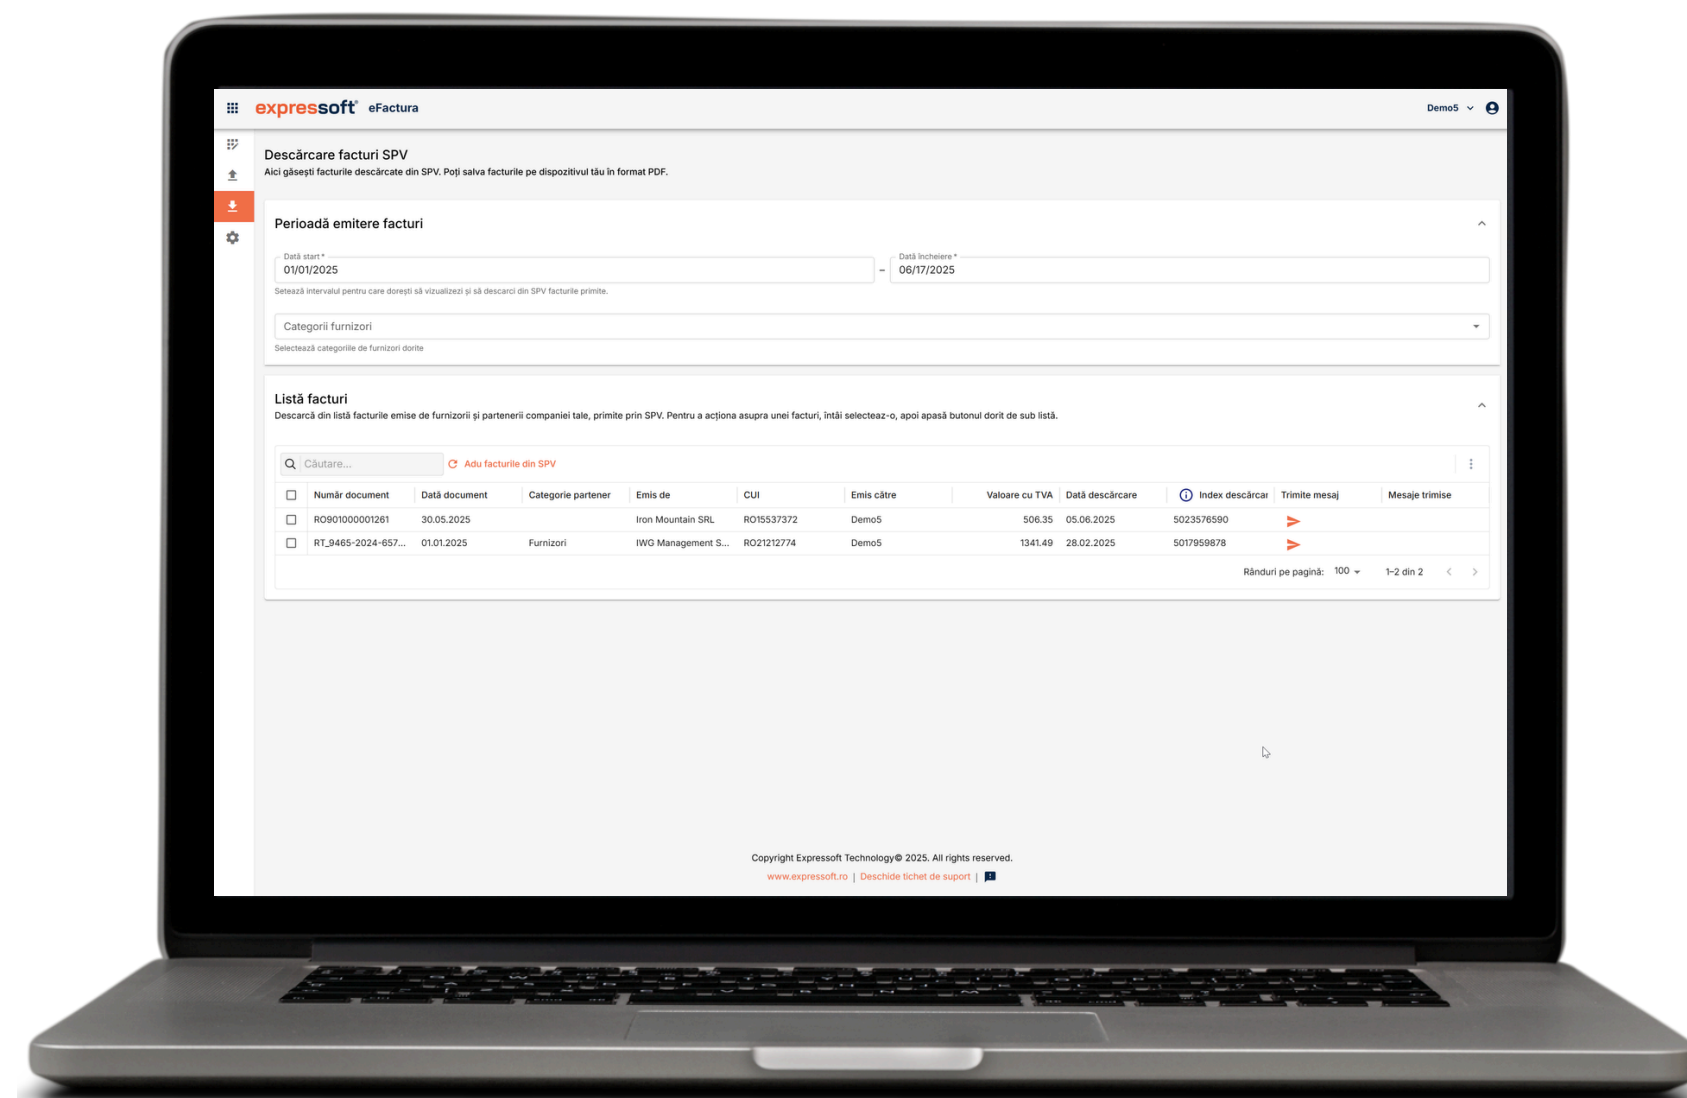 expressoft® eFactura
Demo5
Descărcare facturi SPV
Aici găsești facturile descărcate din SPV. Poți salva facturile pe dispozitivul tău în format PDF.
Perioadă emitere facturi
Dată start *
01/01/2025
–
Dată încheiere *
06/17/2025
Setează intervalul pentru care dorești să vizualizezi și să descarci din SPV facturile primite.
Categorii furnizori
Selectează categoriile de furnizori dorite
Listă facturi
Descarcă din listă facturile emise de furnizorii și partenerii companiei tale, primite prin SPV. Pentru a acționa asupra unei facturi, întâi selecteaz-o, apoi apasă butonul dorit de sub listă.
Căutare... Adu facturile din SPV
Număr document Dată document Categorie partener Emis de CUI Emis către Valoare cu TVA Dată descărcare Index descărcar Trimite mesaj Mesaje trimise
RO901000001261 30.05.2025 Iron Mountain SRL RO15537372 Demo5 506.35 05.06.2025 5023576590
RT_9465-2024-657... 01.01.2025 Furnizori IWG Management S... RO21212774 Demo5 1341.49 28.02.2025 5017959878
Rânduri pe pagină: 100 1–2 din 2
Copyright Expressoft Technology© 2025. All rights reserved.
www.expressoft.ro | Deschide tichet de suport |